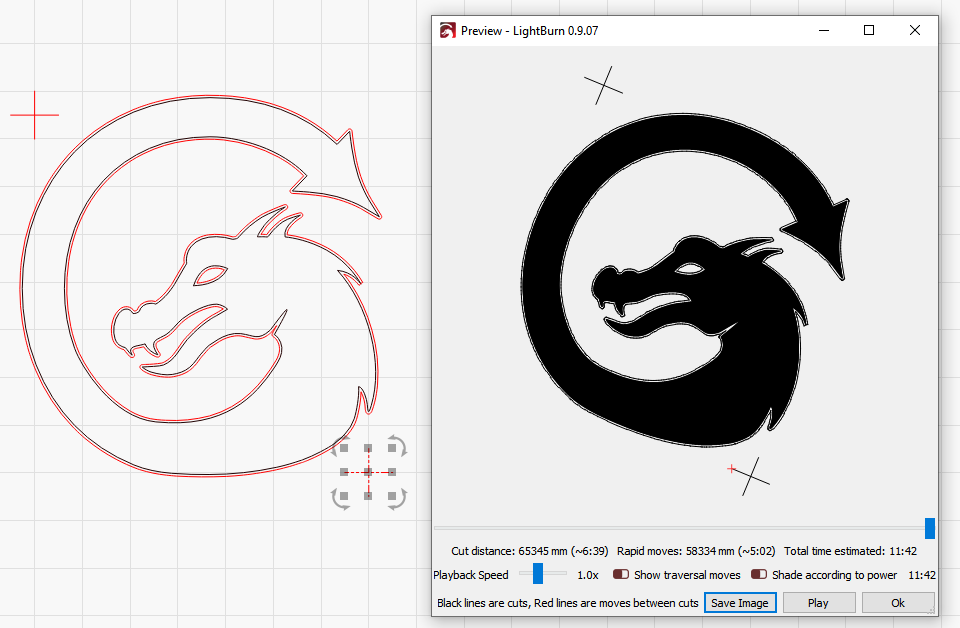 Preview - LightBurn 0.9.07
Cut distance: 65345 mm (~6:39) Rapid moves: 58334 mm (~5:02) Total time estimated: 11:42
Playback Speed 1.0x Show traversal moves Shade according to power 11:42
Black lines are cuts, Red lines are moves between cuts Save Image Play Ok